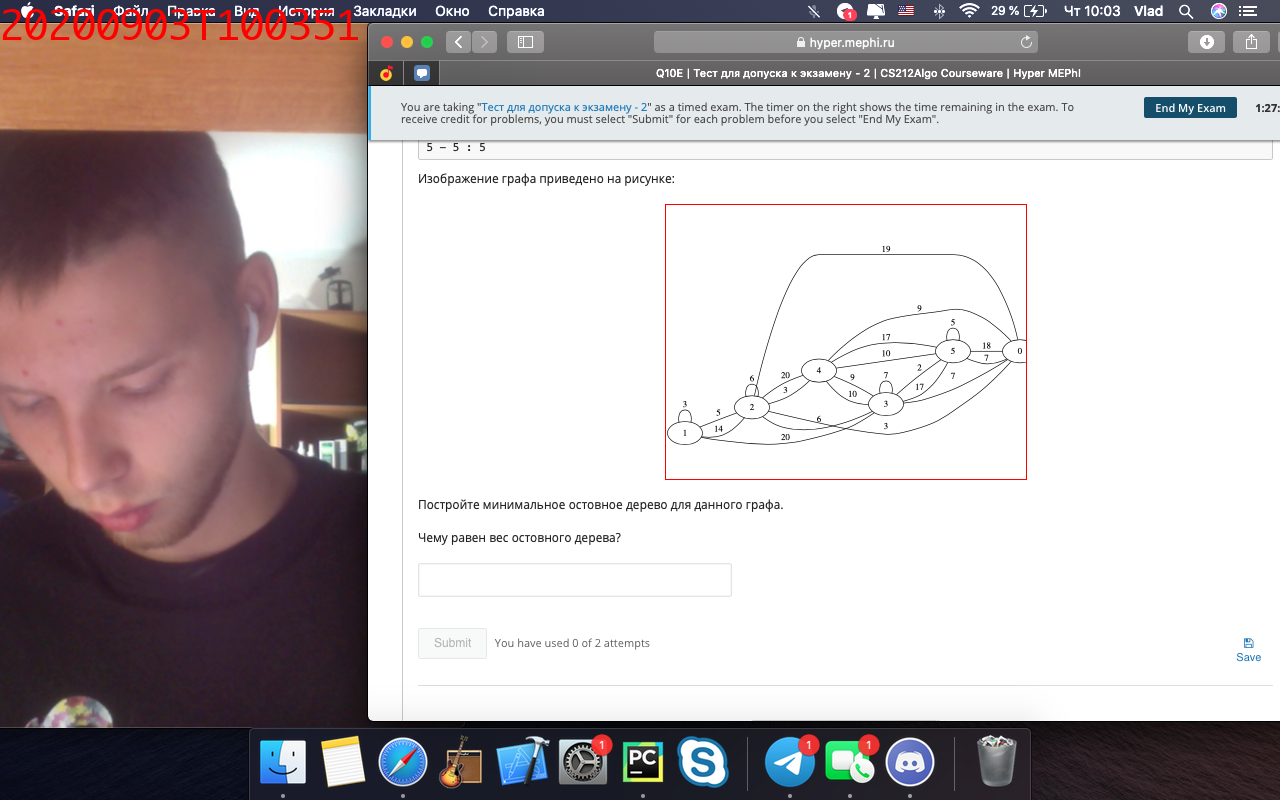 Safari Файл Правка Вид История Закладки Окно Справка 1 29 % Чт 10:03 Vlad
20200903T100351
hyper.mephi.ru
Q10E | Тест для допуска к экзамену - 2 | CS212Algo Courseware | Hyper MEPhI
You are taking "Тест для допуска к экзамену - 2" as a timed exam. The timer on the right shows the time remaining in the exam. To
receive credit for problems, you must select "Submit" for each problem before you select "End My Exam".
End My Exam
1:27:
5 – 5 : 5
Изображение графа приведено на рисунке:
19
9
5
17
18
5
0
10
7
4
20
9
2
7
7
6
3
10
17
3
2
3
5
6
1
14
3
20
Постройте минимальное остовное дерево для данного графа.
Чему равен вес остовного дерева?
Submit
You have used 0 of 2 attempts
Save
1
PC
1
1